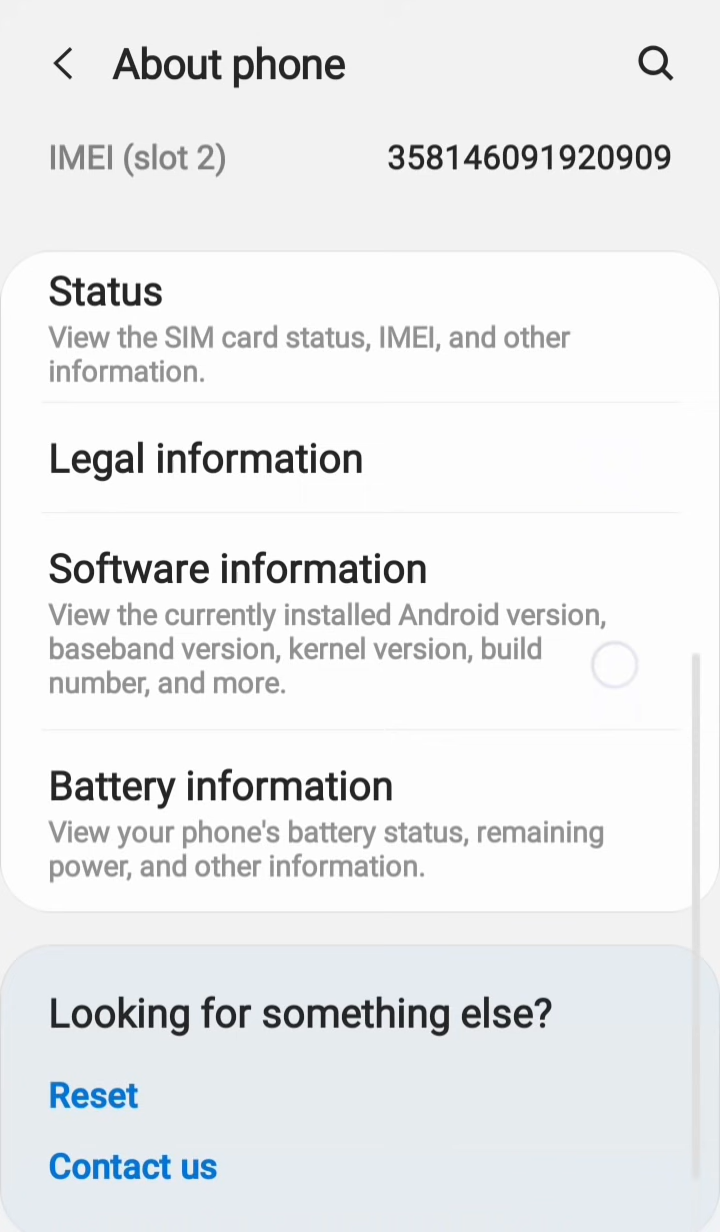 About phone
IMEI (slot 2) 358146091920909
Status
View the SIM card status, IMEI, and other
information.
Legal information
Software information
View the currently installed Android version,
baseband version, kernel version, build
number, and more.
Battery information
View your phone's battery status, remaining
power, and other information.
Looking for something else?
Reset
Contact us